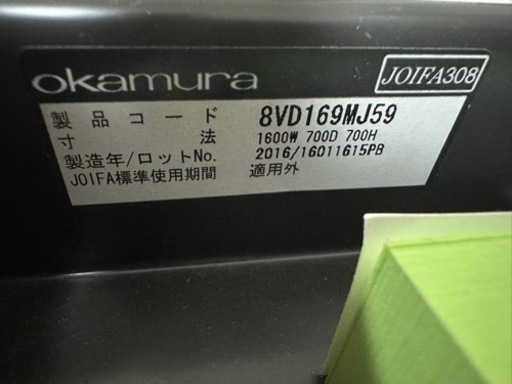 okamura JOIFA308
製品コード 8VD169MJ59
寸法 1600W 700D 700H
製造年/ロットNo. 2016/16011615PB
JOIFA標準使用期間 適用外